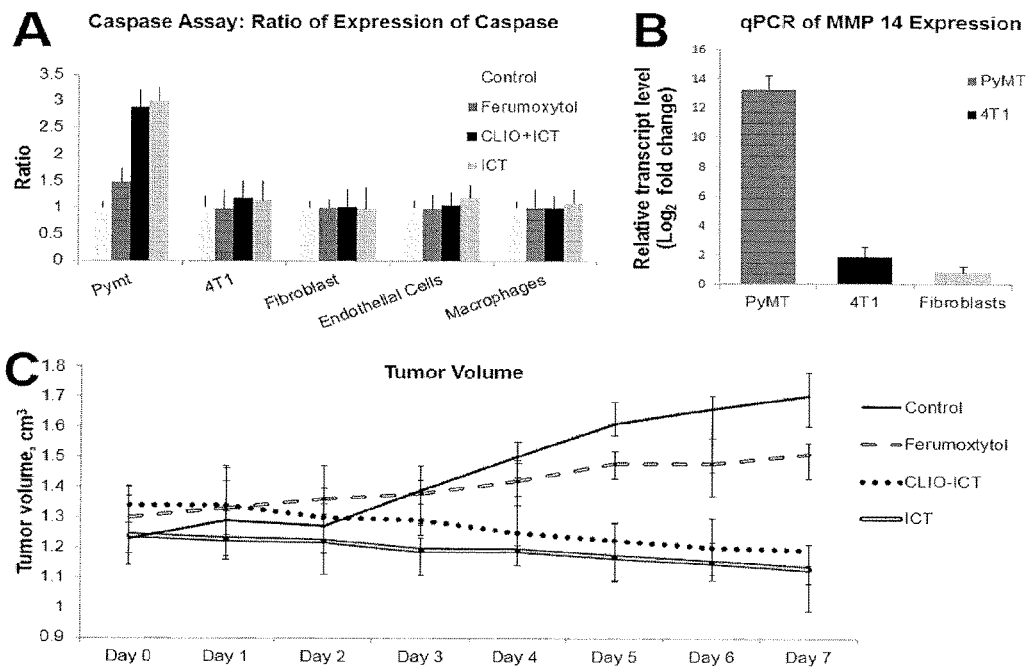 A
Caspase Assay: Ratio of Expression of Caspase
3.5
3
2.5
2
1.5
1
0.5
0
Ratio
Control
Ferumoxytol
CLIO+ICT
ICT
Pymt
4T1
Fibroblast
Endothelial Cells
Macrophages
B
qPCR of MMP 14 Expression
16
14
12
10
8
6
4
2
0
Relative transcript level
(Log2 fold change)
PyMT
4T1
PyMT
4T1
Fibroblasts
C
Tumor Volume
1.8
1.7
1.6
1.5
1.4
1.3
1.2
1.1
1
0.9
Tumor volume, cm³
Control
Ferumoxtytol
CLIO-ICT
ICT
Day 0
Day 1
Day 2
Day 3
Day 4
Day 5
Day 6
Day 7